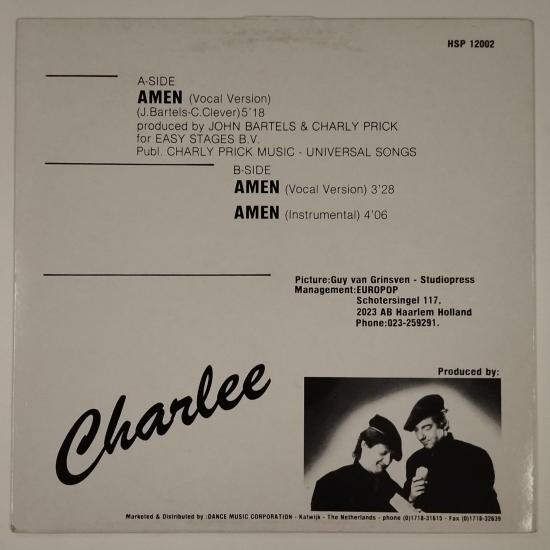 HSP 12002
A-SIDE
AMEN (Vocal Version)
(J.Bartels-C.Clever)5'18
produced by JOHN BARTELS & CHARLY PRICK
for EASY STAGES B.V.
Publ. CHARLY PRICK MUSIC - UNIVERSAL SONGS
B-SIDE
AMEN (Vocal Version) 3'28
AMEN (Instrumental) 4'06
Picture:Guy van Grinsven - Studiopress
Management:EUROPOP
Schotersingel 117,
2023 AB Haarlem Holland
Phone:023-259291.
Produced by:
Charlee
Marketed & Distributed by :DANCE MUSIC CORPORATION - Katwijk - The Netherlands - phone (0)1718-31615 - Fax (0)1718-32639